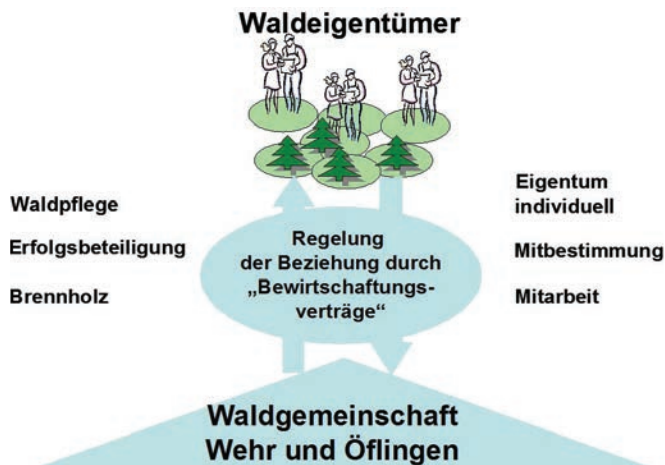 Waldeigentümer
Waldpflege
Erfolgsbeteiligung
Brennholz
Regelung
der Beziehung durch
„Bewirtschaftungs-
verträge“
Eigentum
individuell
Mitbestimmung
Mitarbeit
Waldgemeinschaft
Wehr und Öflingen